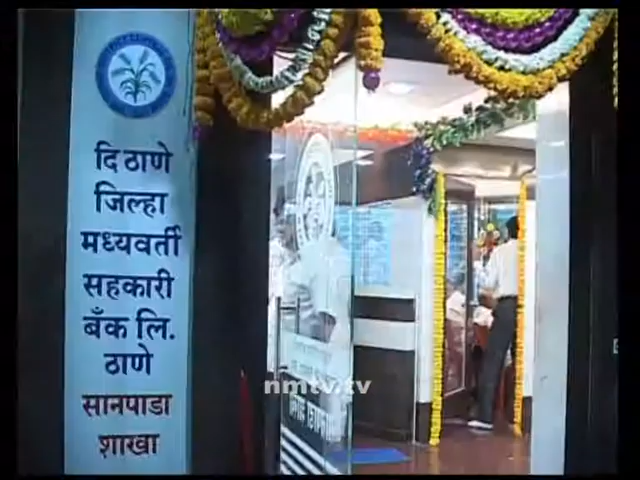 दि ठाणे
जिल्हा
मध्यवर्ती
सहकारी
बँक लि.
ठाणे
सानपाडा
शाखा
nmtv.tv